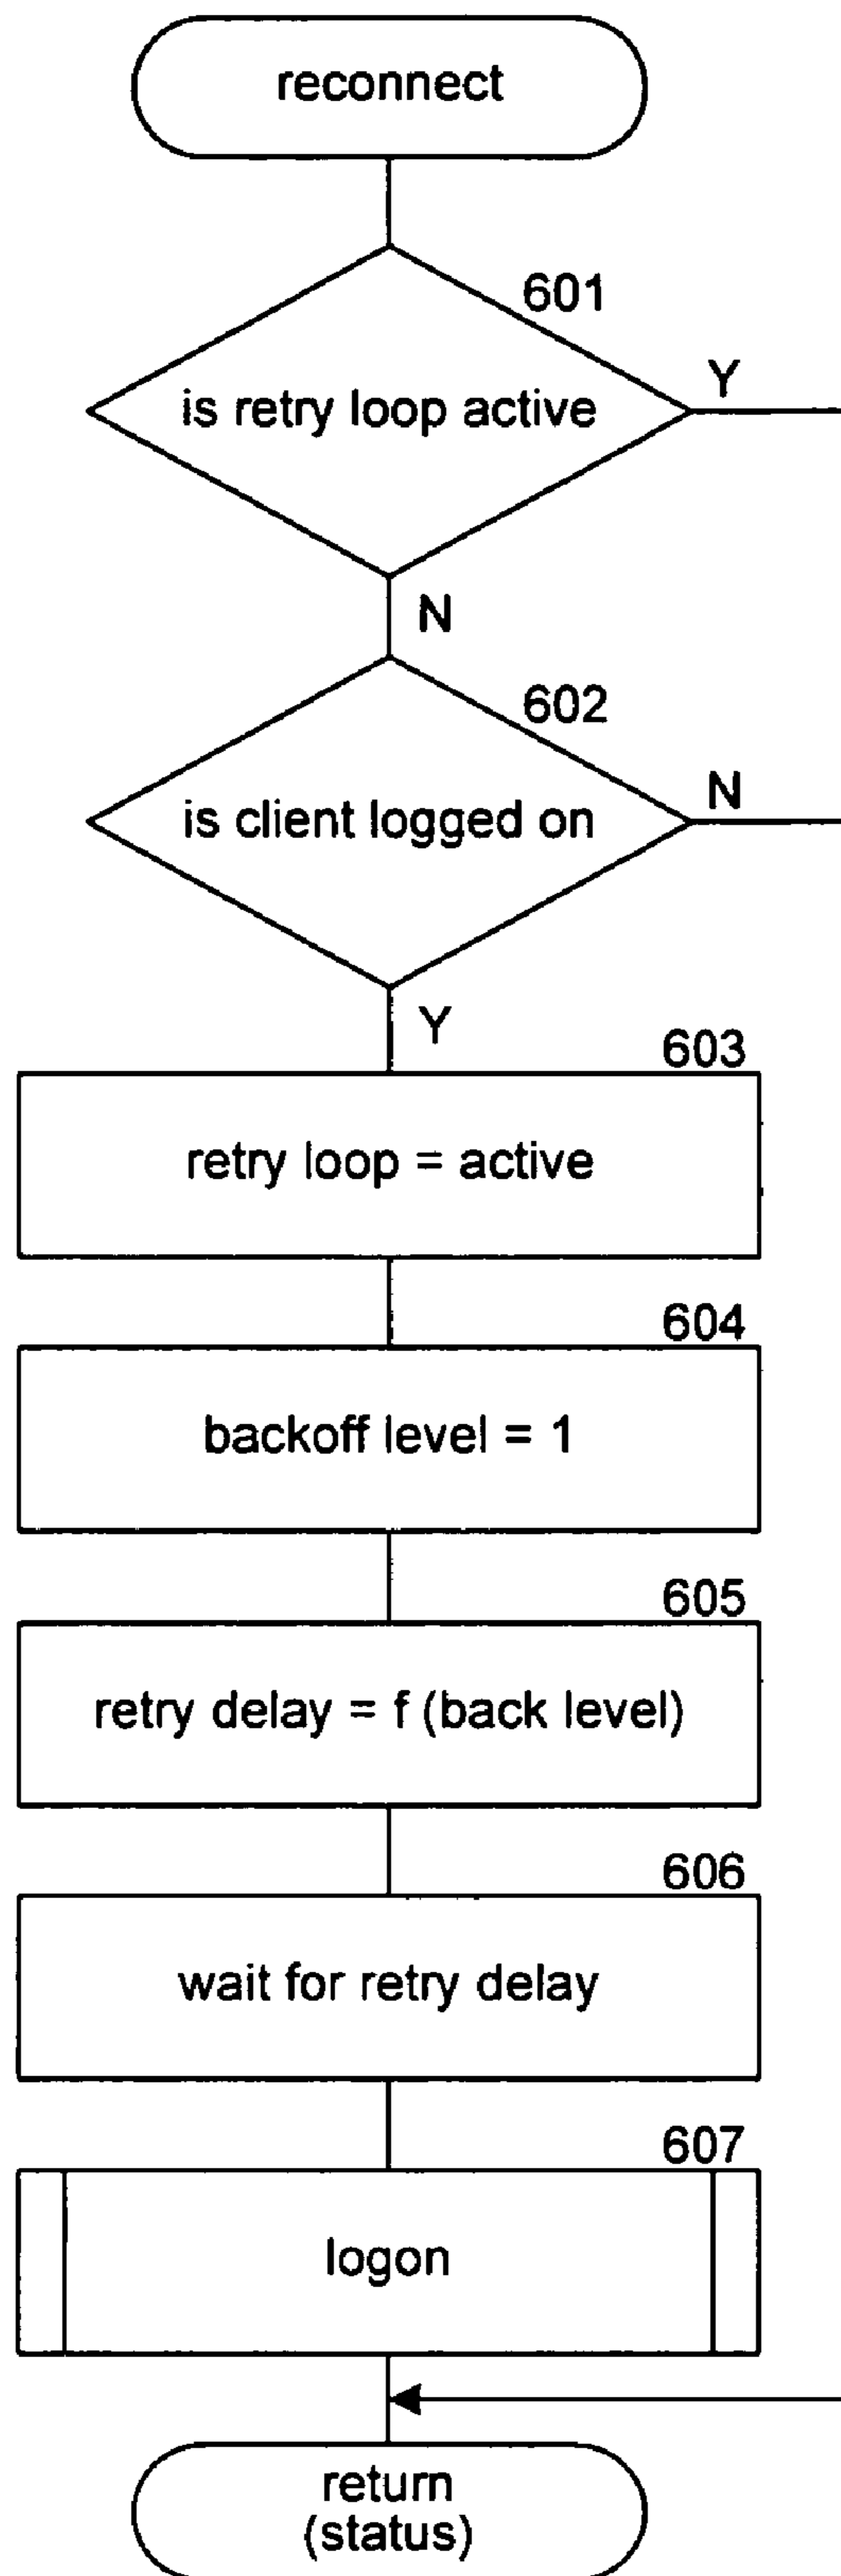 reconnect
601
is retry loop active
Y
N
602
is client logged on
N
Y
603
retry loop = active
604
backoff level = 1
605
retry delay = f (back level)
606
wait for retry delay
607
logon
return
(status)